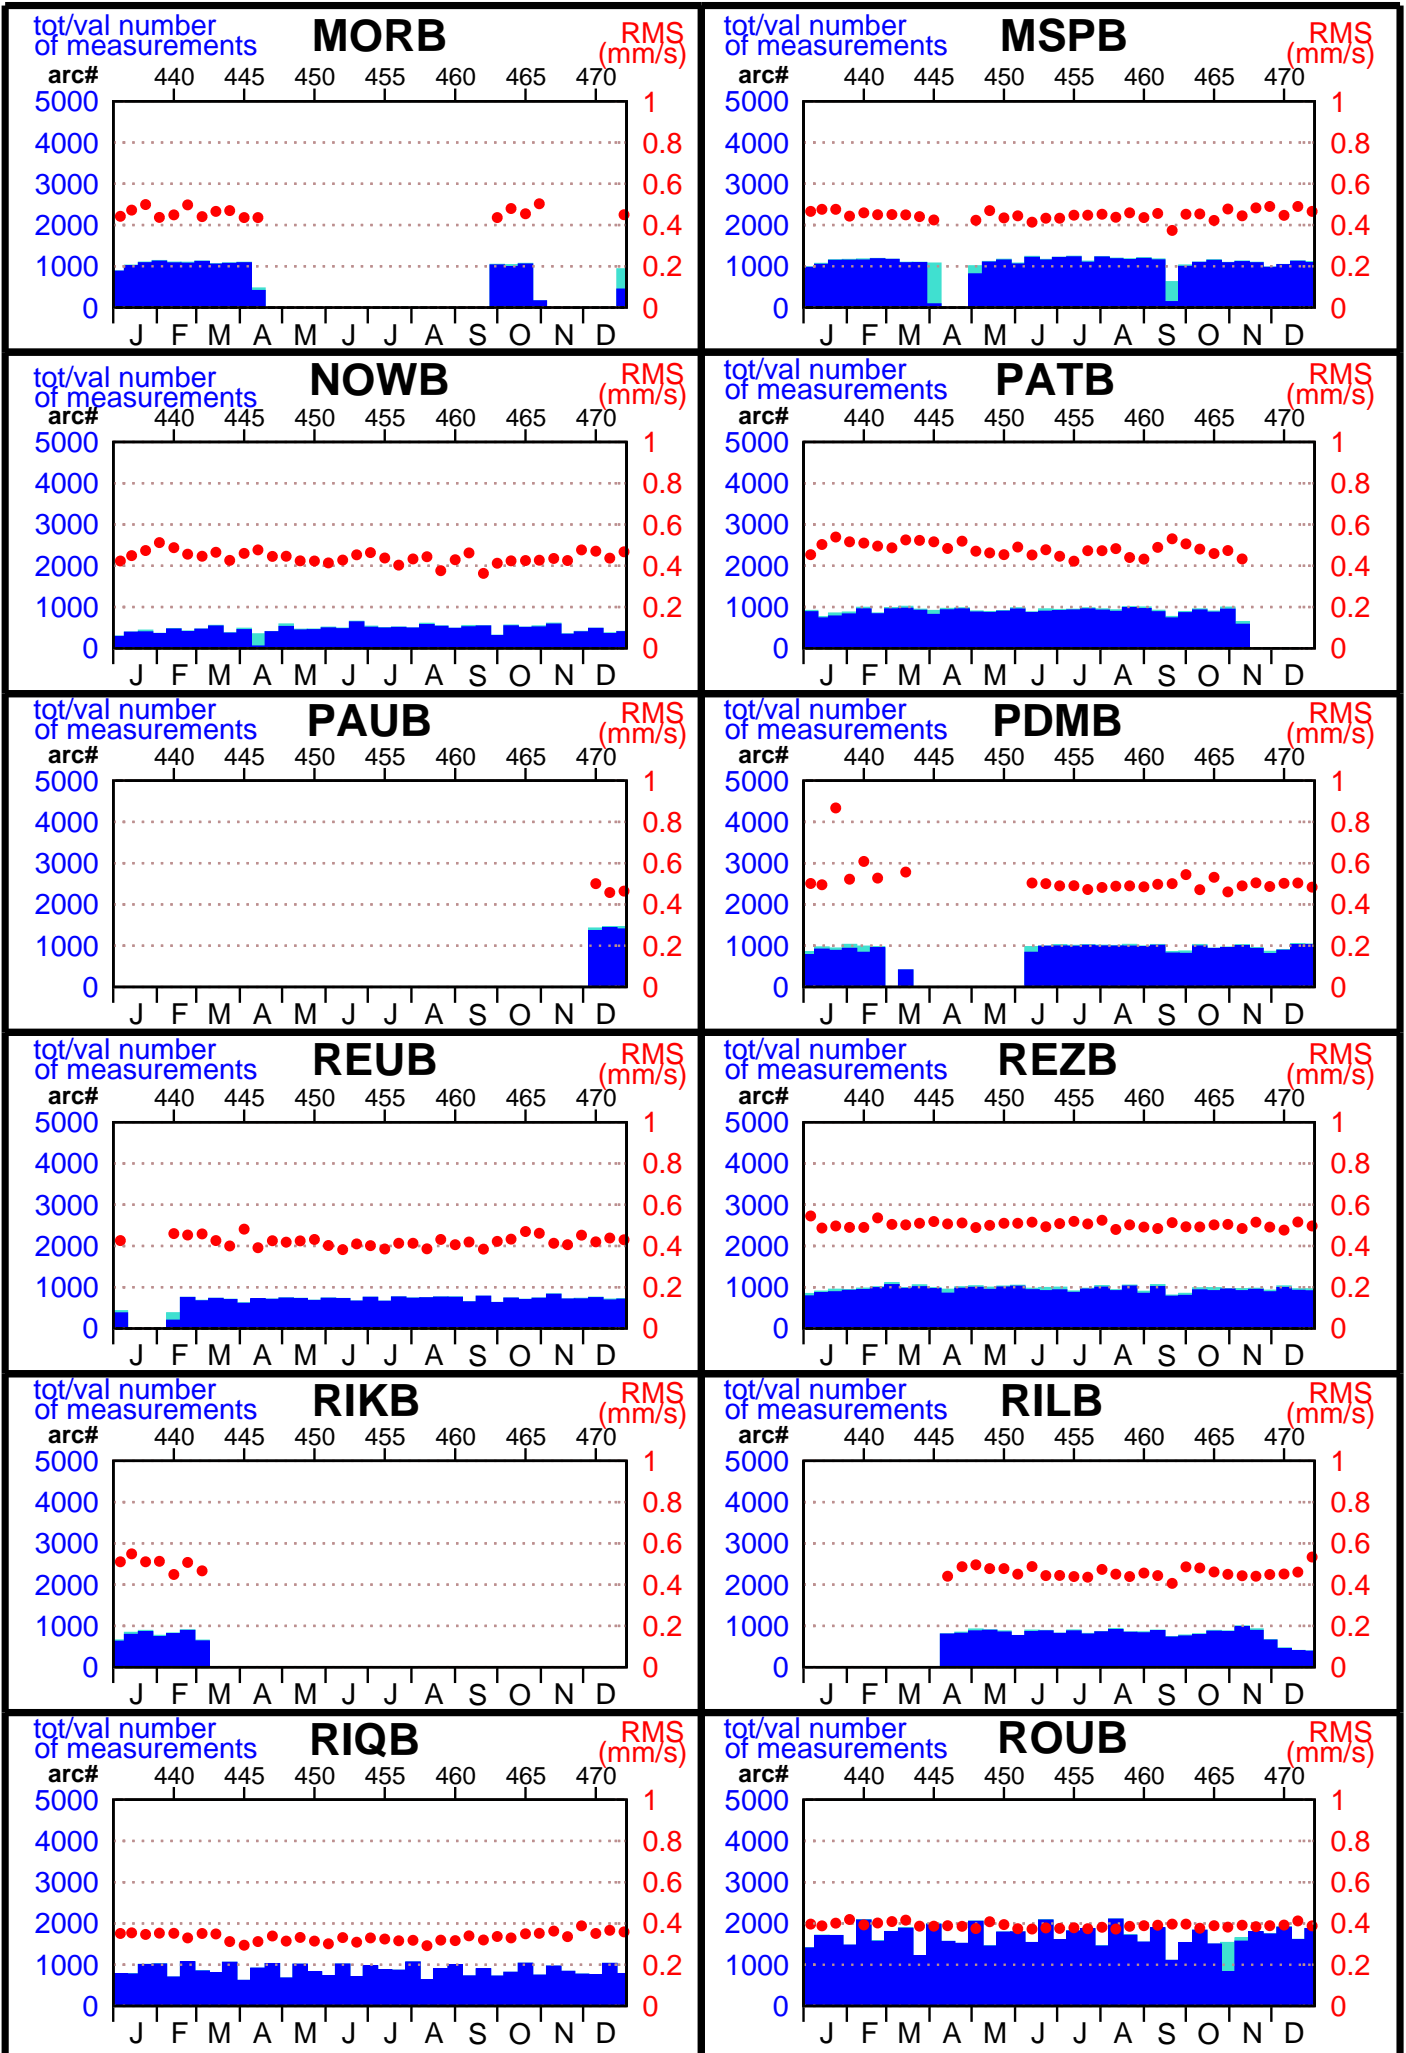 tot/val number
of measurements
MORB
RMS
(mm/s)
arc# 440 445 450 455 460 465 470
5000 1
4000 0.8
3000 0.6
2000 0.4
1000 0.2
0 0
J F M A M J J A S O N D
tot/val number
of measurements
MSPB
RMS
(mm/s)
arc# 440 445 450 455 460 465 470
5000 1
4000 0.8
3000 0.6
2000 0.4
1000 0.2
0 0
J F M A M J J A S O N D
tot/val number
of measurements
NOWB
RMS
(mm/s)
arc# 440 445 450 455 460 465 470
5000 1
4000 0.8
3000 0.6
2000 0.4
1000 0.2
0 0
J F M A M J J A S O N D
tot/val number
of measurements
PATB
RMS
(mm/s)
arc# 440 445 450 455 460 465 470
5000 1
4000 0.8
3000 0.6
2000 0.4
1000 0.2
0 0
J F M A M J J A S O N D
tot/val number
of measurements
PAUB
RMS
(mm/s)
arc# 440 445 450 455 460 465 470
5000 1
4000 0.8
3000 0.6
2000 0.4
1000 0.2
0 0
J F M A M J J A S O N D
tot/val number
of measurements
PDMB
RMS
(mm/s)
arc# 440 445 450 455 460 465 470
5000 1
4000 0.8
3000 0.6
2000 0.4
1000 0.2
0 0
J F M A M J J A S O N D
tot/val number
of measurements
REUB
RMS
(mm/s)
arc# 440 445 450 455 460 465 470
5000 1
4000 0.8
3000 0.6
2000 0.4
1000 0.2
0 0
J F M A M J J A S O N D
tot/val number
of measurements
REZB
RMS
(mm/s)
arc# 440 445 450 455 460 465 470
5000 1
4000 0.8
3000 0.6
2000 0.4
1000 0.2
0 0
J F M A M J J A S O N D
tot/val number
of measurements
RIKB
RMS
(mm/s)
arc# 440 445 450 455 460 465 470
5000 1
4000 0.8
3000 0.6
2000 0.4
1000 0.2
0 0
J F M A M J J A S O N D
tot/val number
of measurements
RILB
RMS
(mm/s)
arc# 440 445 450 455 460 465 470
5000 1
4000 0.8
3000 0.6
2000 0.4
1000 0.2
0 0
J F M A M J J A S O N D
tot/val number
of measurements
RIQB
RMS
(mm/s)
arc# 440 445 450 455 460 465 470
5000 1
4000 0.8
3000 0.6
2000 0.4
1000 0.2
0 0
J F M A M J J A S O N D
tot/val number
of measurements
ROUB
RMS
(mm/s)
arc# 440 445 450 455 460 465 470
5000 1
4000 0.8
3000 0.6
2000 0.4
1000 0.2
0 0
J F M A M J J A S O N D